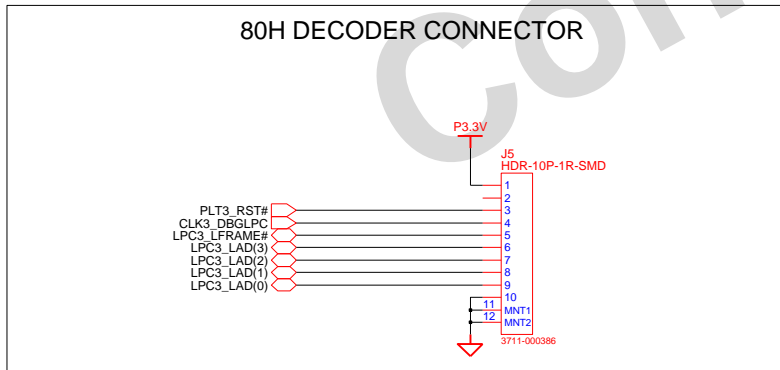 80H DECODER CONNECTOR
P3.3V
J5
HDR-10P-1R-SMD
1
2
PLT3_RST# 3
CLK3_DBGLPC 4
LPC3_LFRAME# 5
LPC3_LAD(3) 6
LPC3_LAD(2) 7
LPC3_LAD(1) 8
LPC3_LAD(0) 9
10
11 MNT1
12 MNT2
3711-000386